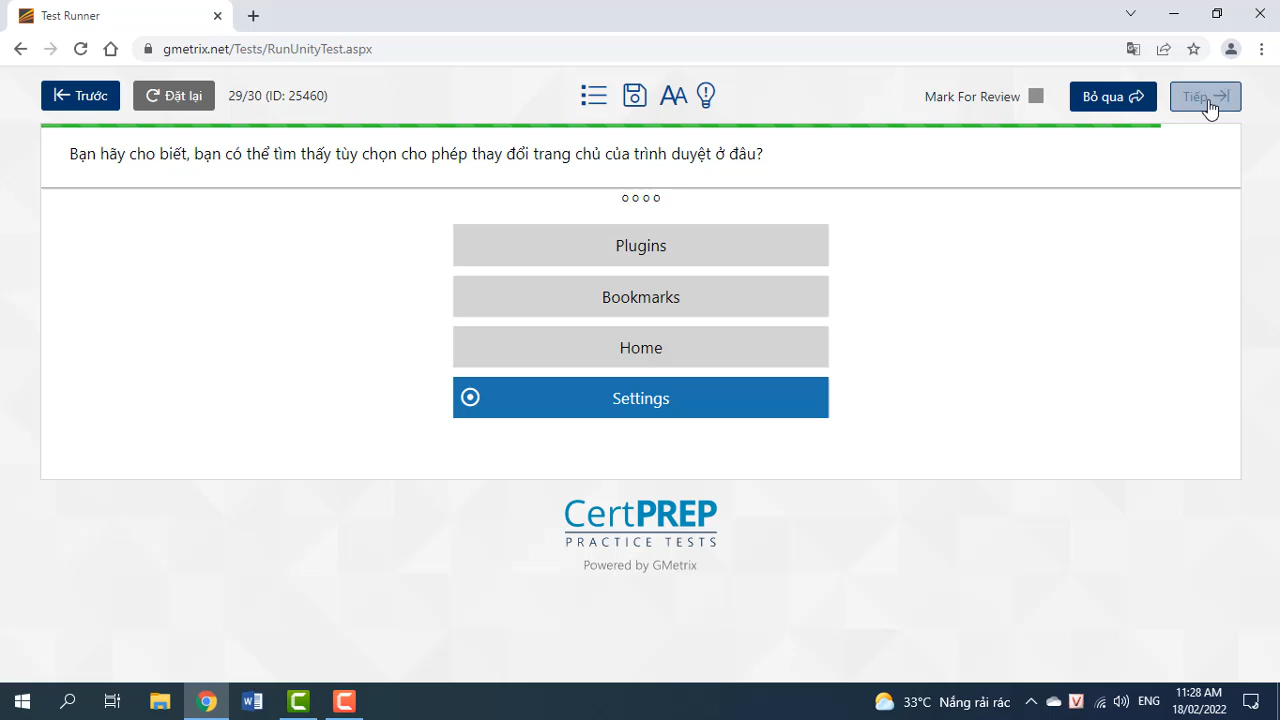 Test Runner
gmetrix.net/Tests/RunUnityTest.aspx
Trước
Đặt lại
29/30 (ID: 25460)
AA
Mark For Review
Bỏ qua
Tiếp
Bạn hãy cho biết, bạn có thể tìm thấy tùy chọn cho phép thay đổi trang chủ của trình duyệt ở đâu?
Plugins
Bookmarks
Home
Settings
CertPREP
PRACTICE TESTS
Powered by GMetrix
33°C Nắng rải rác
ENG
11:28 AM
18/02/2022